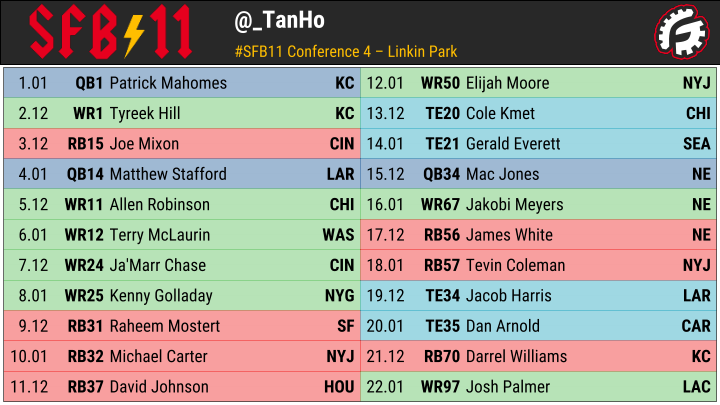 SFB⚡11
@_TanHo
#SFB11 Conference 4 – Linkin Park
1.01 QB1 Patrick Mahomes KC
2.12 WR1 Tyreek Hill KC
3.12 RB15 Joe Mixon CIN
4.01 QB14 Matthew Stafford LAR
5.12 WR11 Allen Robinson CHI
6.01 WR12 Terry McLaurin WAS
7.12 WR24 Ja'Marr Chase CIN
8.01 WR25 Kenny Golladay NYG
9.12 RB31 Raheem Mostert SF
10.01 RB32 Michael Carter NYJ
11.12 RB37 David Johnson HOU
12.01 WR50 Elijah Moore NYJ
13.12 TE20 Cole Kmet CHI
14.01 TE21 Gerald Everett SEA
15.12 QB34 Mac Jones NE
16.01 WR67 Jakobi Meyers NE
17.12 RB56 James White NE
18.01 RB57 Tevin Coleman NYJ
19.12 TE34 Jacob Harris LAR
20.01 TE35 Dan Arnold CAR
21.12 RB70 Darrel Williams KC
22.01 WR97 Josh Palmer LAC